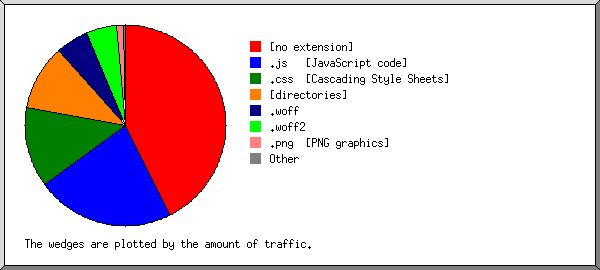 [no extension]
.js [JavaScript code]
.css [Cascading Style Sheets]
[directories]
.woff
.woff2
.png [PNG graphics]
Other
The wedges are plotted by the amount of traffic.